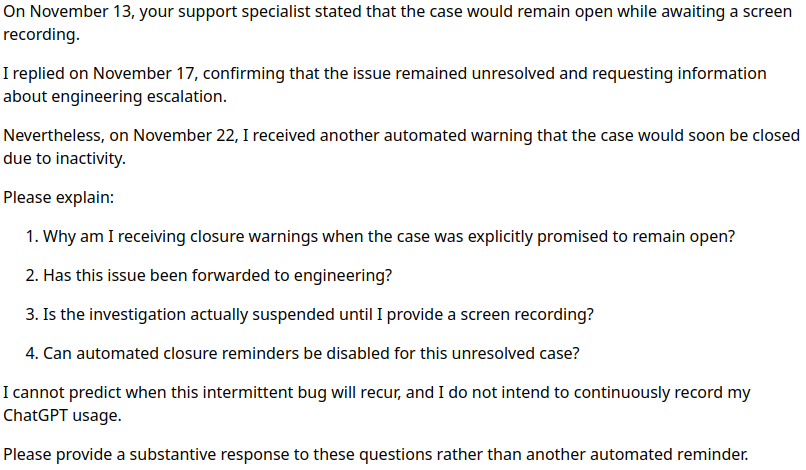 On November 13, your support specialist stated that the case would remain open while awaiting a screen
recording.
I replied on November 17, confirming that the issue remained unresolved and requesting information
about engineering escalation.
Nevertheless, on November 22, I received another automated warning that the case would soon be closed
due to inactivity.
Please explain:
1. Why am I receiving closure warnings when the case was explicitly promised to remain open?
2. Has this issue been forwarded to engineering?
3. Is the investigation actually suspended until I provide a screen recording?
4. Can automated closure reminders be disabled for this unresolved case?
I cannot predict when this intermittent bug will recur, and I do not intend to continuously record my
ChatGPT usage.
Please provide a substantive response to these questions rather than another automated reminder.